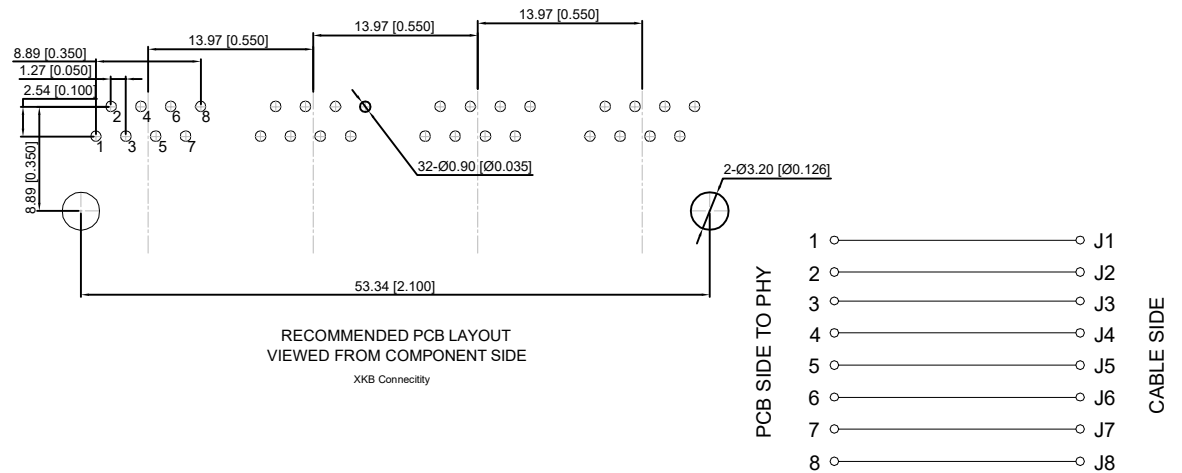 13.97 [0.550]
13.97 [0.550]
13.97 [0.550]
8.89 [0.350]
1.27 [0.050]
2.54 [0.100]
2 4 6 8
1 3 5 7
8.89 [0.350]
32-Ø0.90 [Ø0.035]
2-Ø3.20 [Ø0.126]
53.34 [2.100]
RECOMMENDED PCB LAYOUT
VIEWED FROM COMPONENT SIDE
XKB Connecitity
PCB SIDE TO PHY
1 J1
2 J2
3 J3
4 J4
5 J5
6 J6
7 J7
8 J8
CABLE SIDE